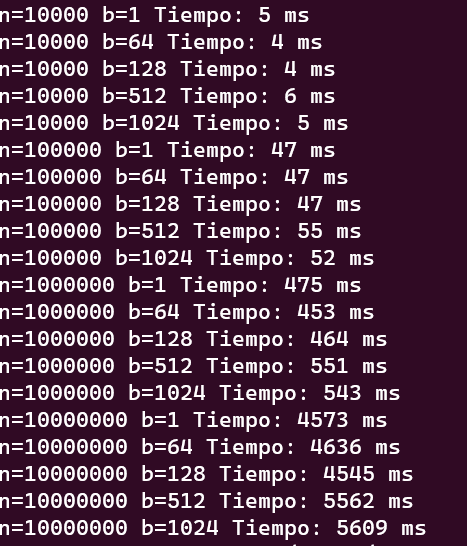 n=10000 b=1 Tiempo: 5 ms
n=10000 b=64 Tiempo: 4 ms
n=10000 b=128 Tiempo: 4 ms
n=10000 b=512 Tiempo: 6 ms
n=10000 b=1024 Tiempo: 5 ms
n=100000 b=1 Tiempo: 47 ms
n=100000 b=64 Tiempo: 47 ms
n=100000 b=128 Tiempo: 47 ms
n=100000 b=512 Tiempo: 55 ms
n=100000 b=1024 Tiempo: 52 ms
n=1000000 b=1 Tiempo: 475 ms
n=1000000 b=64 Tiempo: 453 ms
n=1000000 b=128 Tiempo: 464 ms
n=1000000 b=512 Tiempo: 551 ms
n=1000000 b=1024 Tiempo: 543 ms
n=10000000 b=1 Tiempo: 4573 ms
n=10000000 b=64 Tiempo: 4636 ms
n=10000000 b=128 Tiempo: 4545 ms
n=10000000 b=512 Tiempo: 5562 ms
n=10000000 b=1024 Tiempo: 5609 ms